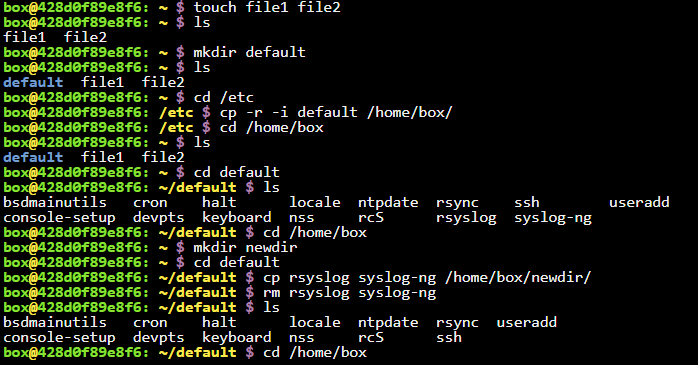 box@428d0f89e8f6: ~ $ touch file1 file2
box@428d0f89e8f6: ~ $ ls
file1  file2
box@428d0f89e8f6: ~ $ mkdir default
box@428d0f89e8f6: ~ $ ls
default  file1  file2
box@428d0f89e8f6: ~ $ cd /etc
box@428d0f89e8f6: /etc $ cp -r -i default /home/box/
box@428d0f89e8f6: /etc $ cd /home/box
box@428d0f89e8f6: ~ $ ls
default  file1  file2
box@428d0f89e8f6: ~ $ cd default
box@428d0f89e8f6: ~/default $ ls
bsdmainutils   cron    halt      locale  ntpdate  rsync    ssh         useradd
console-setup  devpts  keyboard  nss     rcS      rsyslog  syslog-ng
box@428d0f89e8f6: ~/default $ cd /home/box
box@428d0f89e8f6: ~ $ mkdir newdir
box@428d0f89e8f6: ~ $ cd default
box@428d0f89e8f6: ~/default $ cp rsyslog syslog-ng /home/box/newdir/
box@428d0f89e8f6: ~/default $ rm rsyslog syslog-ng
box@428d0f89e8f6: ~/default $ ls
bsdmainutils   cron    halt      locale  ntpdate  rsync  useradd
console-setup  devpts  keyboard  nss     rcS      ssh
box@428d0f89e8f6: ~/default $ cd /home/box